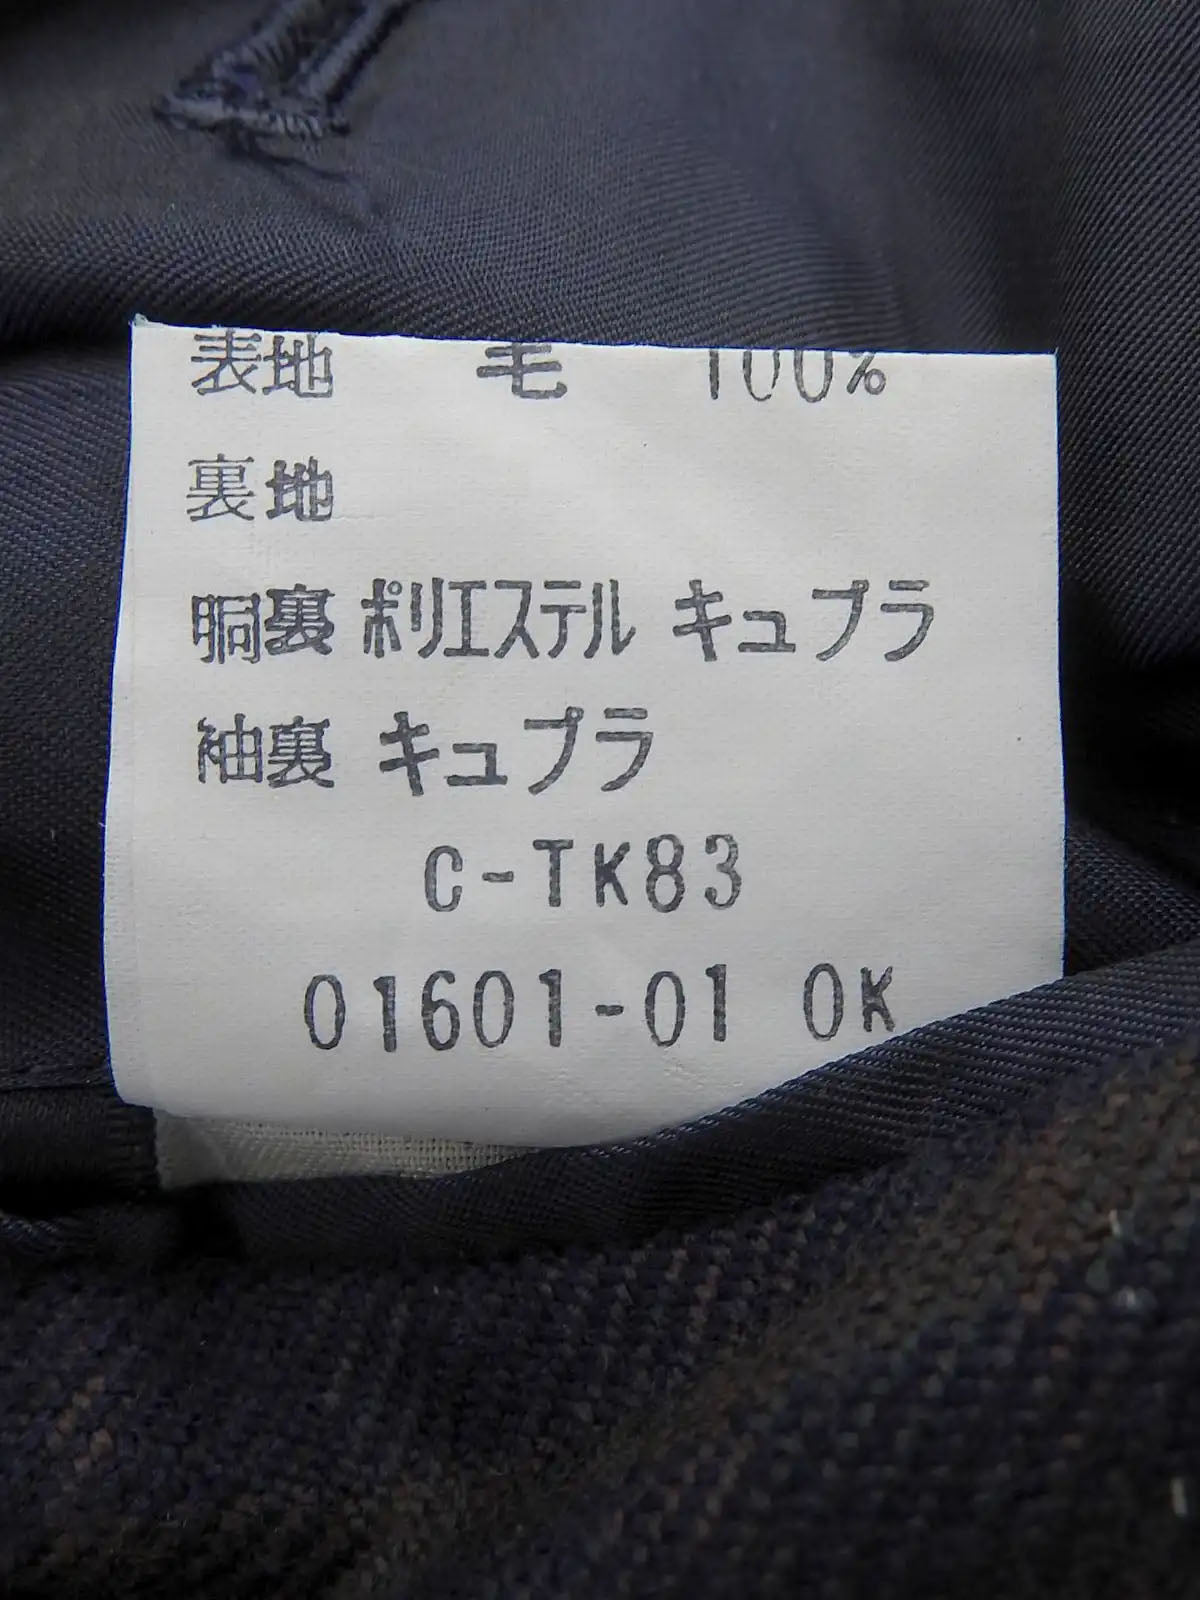 表地 毛 100%
裏地
胴裏 ポリエステル キュプラ
袖裏 キュプラ
C-TK83
01601-01 OK